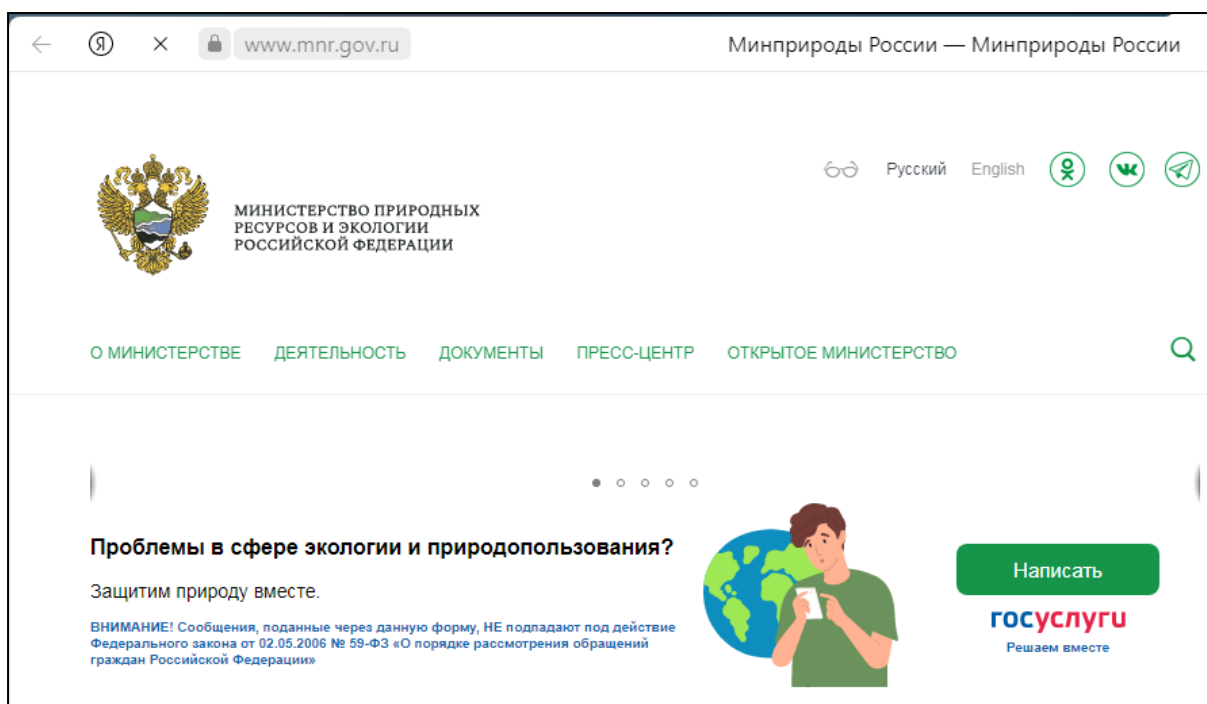 www.mnr.gov.ru
Минприроды России — Минприроды России
Русский English
МИНИСТЕРСТВО ПРИРОДНЫХ
РЕСУРСОВ И ЭКОЛОГИИ
РОССИЙСКОЙ ФЕДЕРАЦИИ
О МИНИСТЕРСТВЕ ДЕЯТЕЛЬНОСТЬ ДОКУМЕНТЫ ПРЕСС-ЦЕНТР ОТКРЫТОЕ МИНИСТЕРСТВО
Проблемы в сфере экологии и природопользования?
Защитим природу вместе.
ВНИМАНИЕ! Сообщения, поданные через данную форму, НЕ подпадают под действие
Федерального закона от 02.05.2006 № 59-ФЗ «О порядке рассмотрения обращений
граждан Российской Федерации»
Написать
госуслуги
Решаем вместе